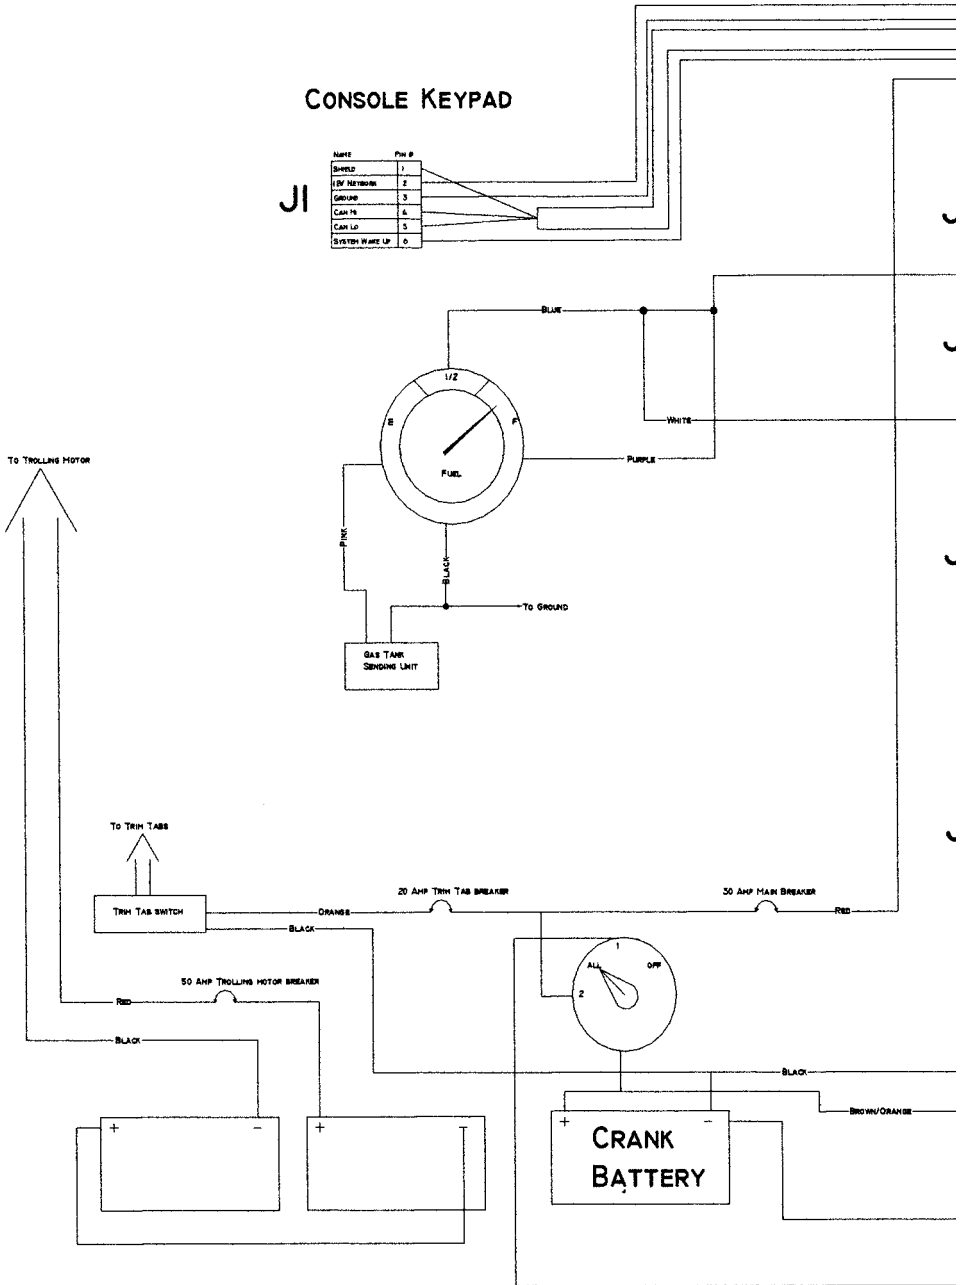 CONSOLE KEYPAD
NAME PIN #
J1
SHIELD 1
12V NETWORK 2
GROUND 3
CAN HI 4
CAN LO 5
SYSTEM WAKE UP 6
BLUE
1/2
E F
WHITE
FUEL
PURPLE
TO TROLLING MOTOR
PINK
BLACK
TO GROUND
GAS TANK
SENDING UNIT
TO TRIM TABS
TRIM TAB SWITCH
ORANGE
20 AMP TRIM TAB BREAKER
BLACK
50 AMP MAIN BREAKER
RED
1
ALL OFF
2
50 AMP TROLLING MOTOR BREAKER
RED
BLACK
BLACK
BROWN/ORANGE
+ -
+ -
+ -
CRANK
BATTERY